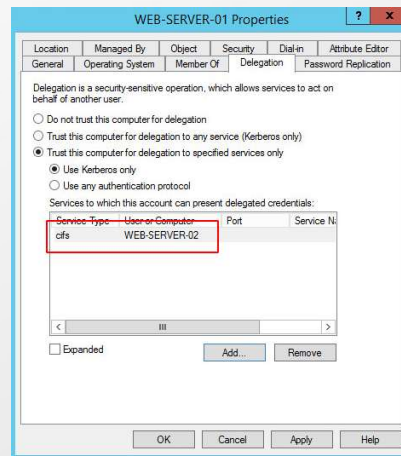 WEB-SERVER-01 Properties
? x
Location Managed By Object Security Dial-in Attribute Editor
General Operating System Member Of Delegation Password Replication
Delegation is a security-sensitive operation, which allows services to act on
behalf of another user.
Do not trust this computer for delegation
Trust this computer for delegation to any service (Kerberos only)
Trust this computer for delegation to specified services only
Use Kerberos only
Use any authentication protocol
Services to which this account can present delegated credentials:
Service Type User or Computer Port Service Na
cifs WEB-SERVER-02
Expanded Add... Remove
OK Cancel Apply Help